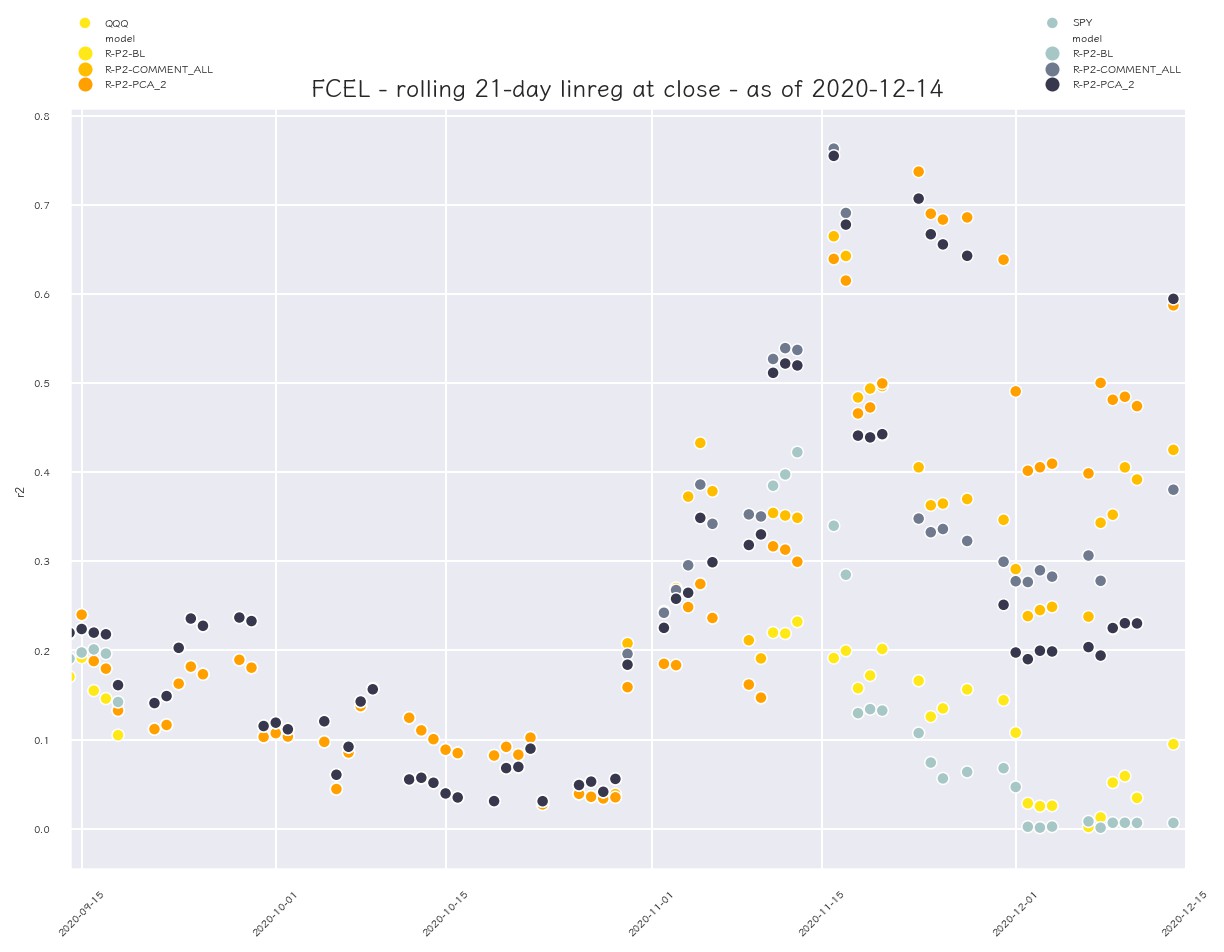 QQQ
model
R-P2-BL
R-P2-COMMENT_ALL
R-P2-PCA_2
SPY
model
R-P2-BL
R-P2-COMMENT_ALL
R-P2-PCA_2
FCEL - rolling 21-day linreg at close - as of 2020-12-14
0.8
0.7
0.6
0.5
0.4
0.3
0.2
0.1
0.0
r2
2020-09-15
2020-10-01
2020-10-15
2020-11-01
2020-11-15
2020-12-01
2020-12-15